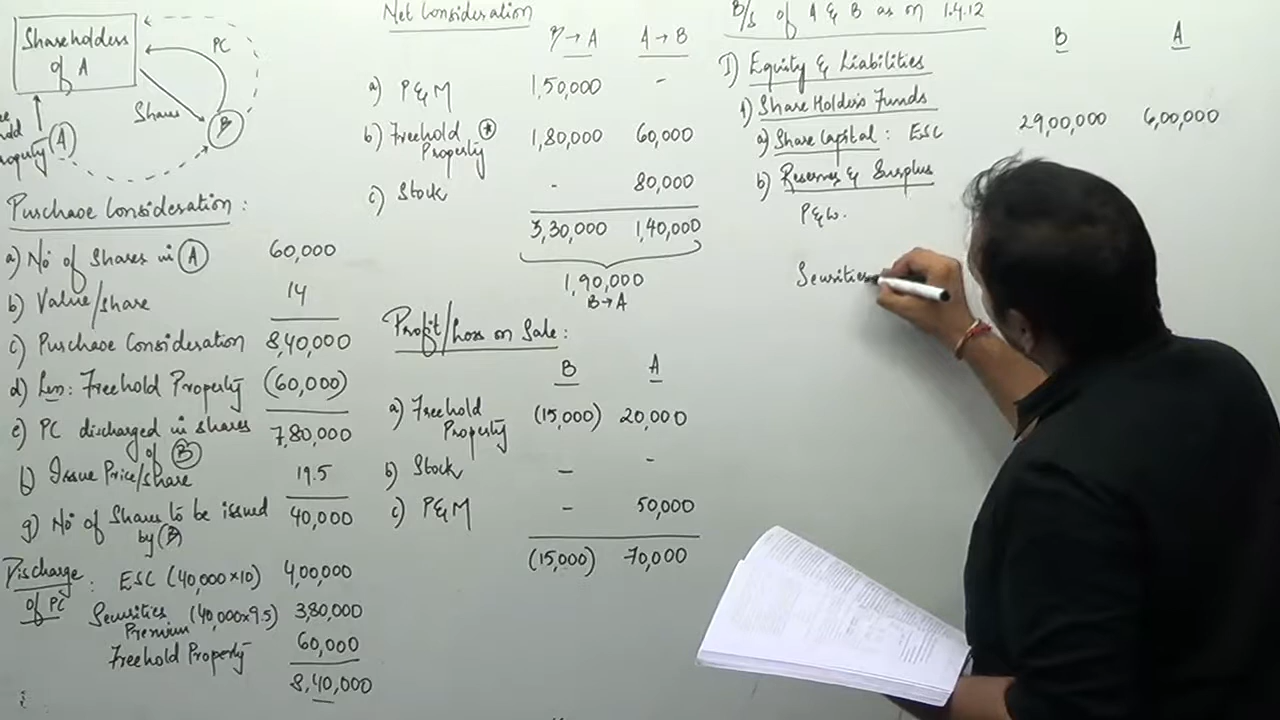 Shareholders
of A
PC
Shares
B
A
Property
Purchase Consideration :
a) No of Shares in A 60,000
b) Value/share 14
c) Purchase Consideration 8,40,000
d) Less: Freehold Property (60,000)
e) PC discharged in shares of B 7,80,000
f) Issue Price/share 19.5
g) No of Shares to be issued by B 40,000
Discharge of PC : ESC (40,000×10) 4,00,000
Securities Premium (40,000×9.5) 3,80,000
Freehold Property 60,000
8,40,000
Net Consideration
B → A A → B
a) P&M 1,50,000 -
b) Freehold Property * 1,80,000 60,000
c) Stock - 80,000
3,30,000 1,40,000
1,90,000
B → A
Profit/Loss on Sale :
B A
a) Freehold Property (15,000) 20,000
b) Stock - -
c) P&M - 50,000
(15,000) 70,000
B/S of A & B as on 1.4.12
B A
I) Equity & Liabilities
1) Share Holders Funds
a) Share Capital : ESC 29,00,000 6,00,000
b) Reserves & Surplus
P&L
Securities